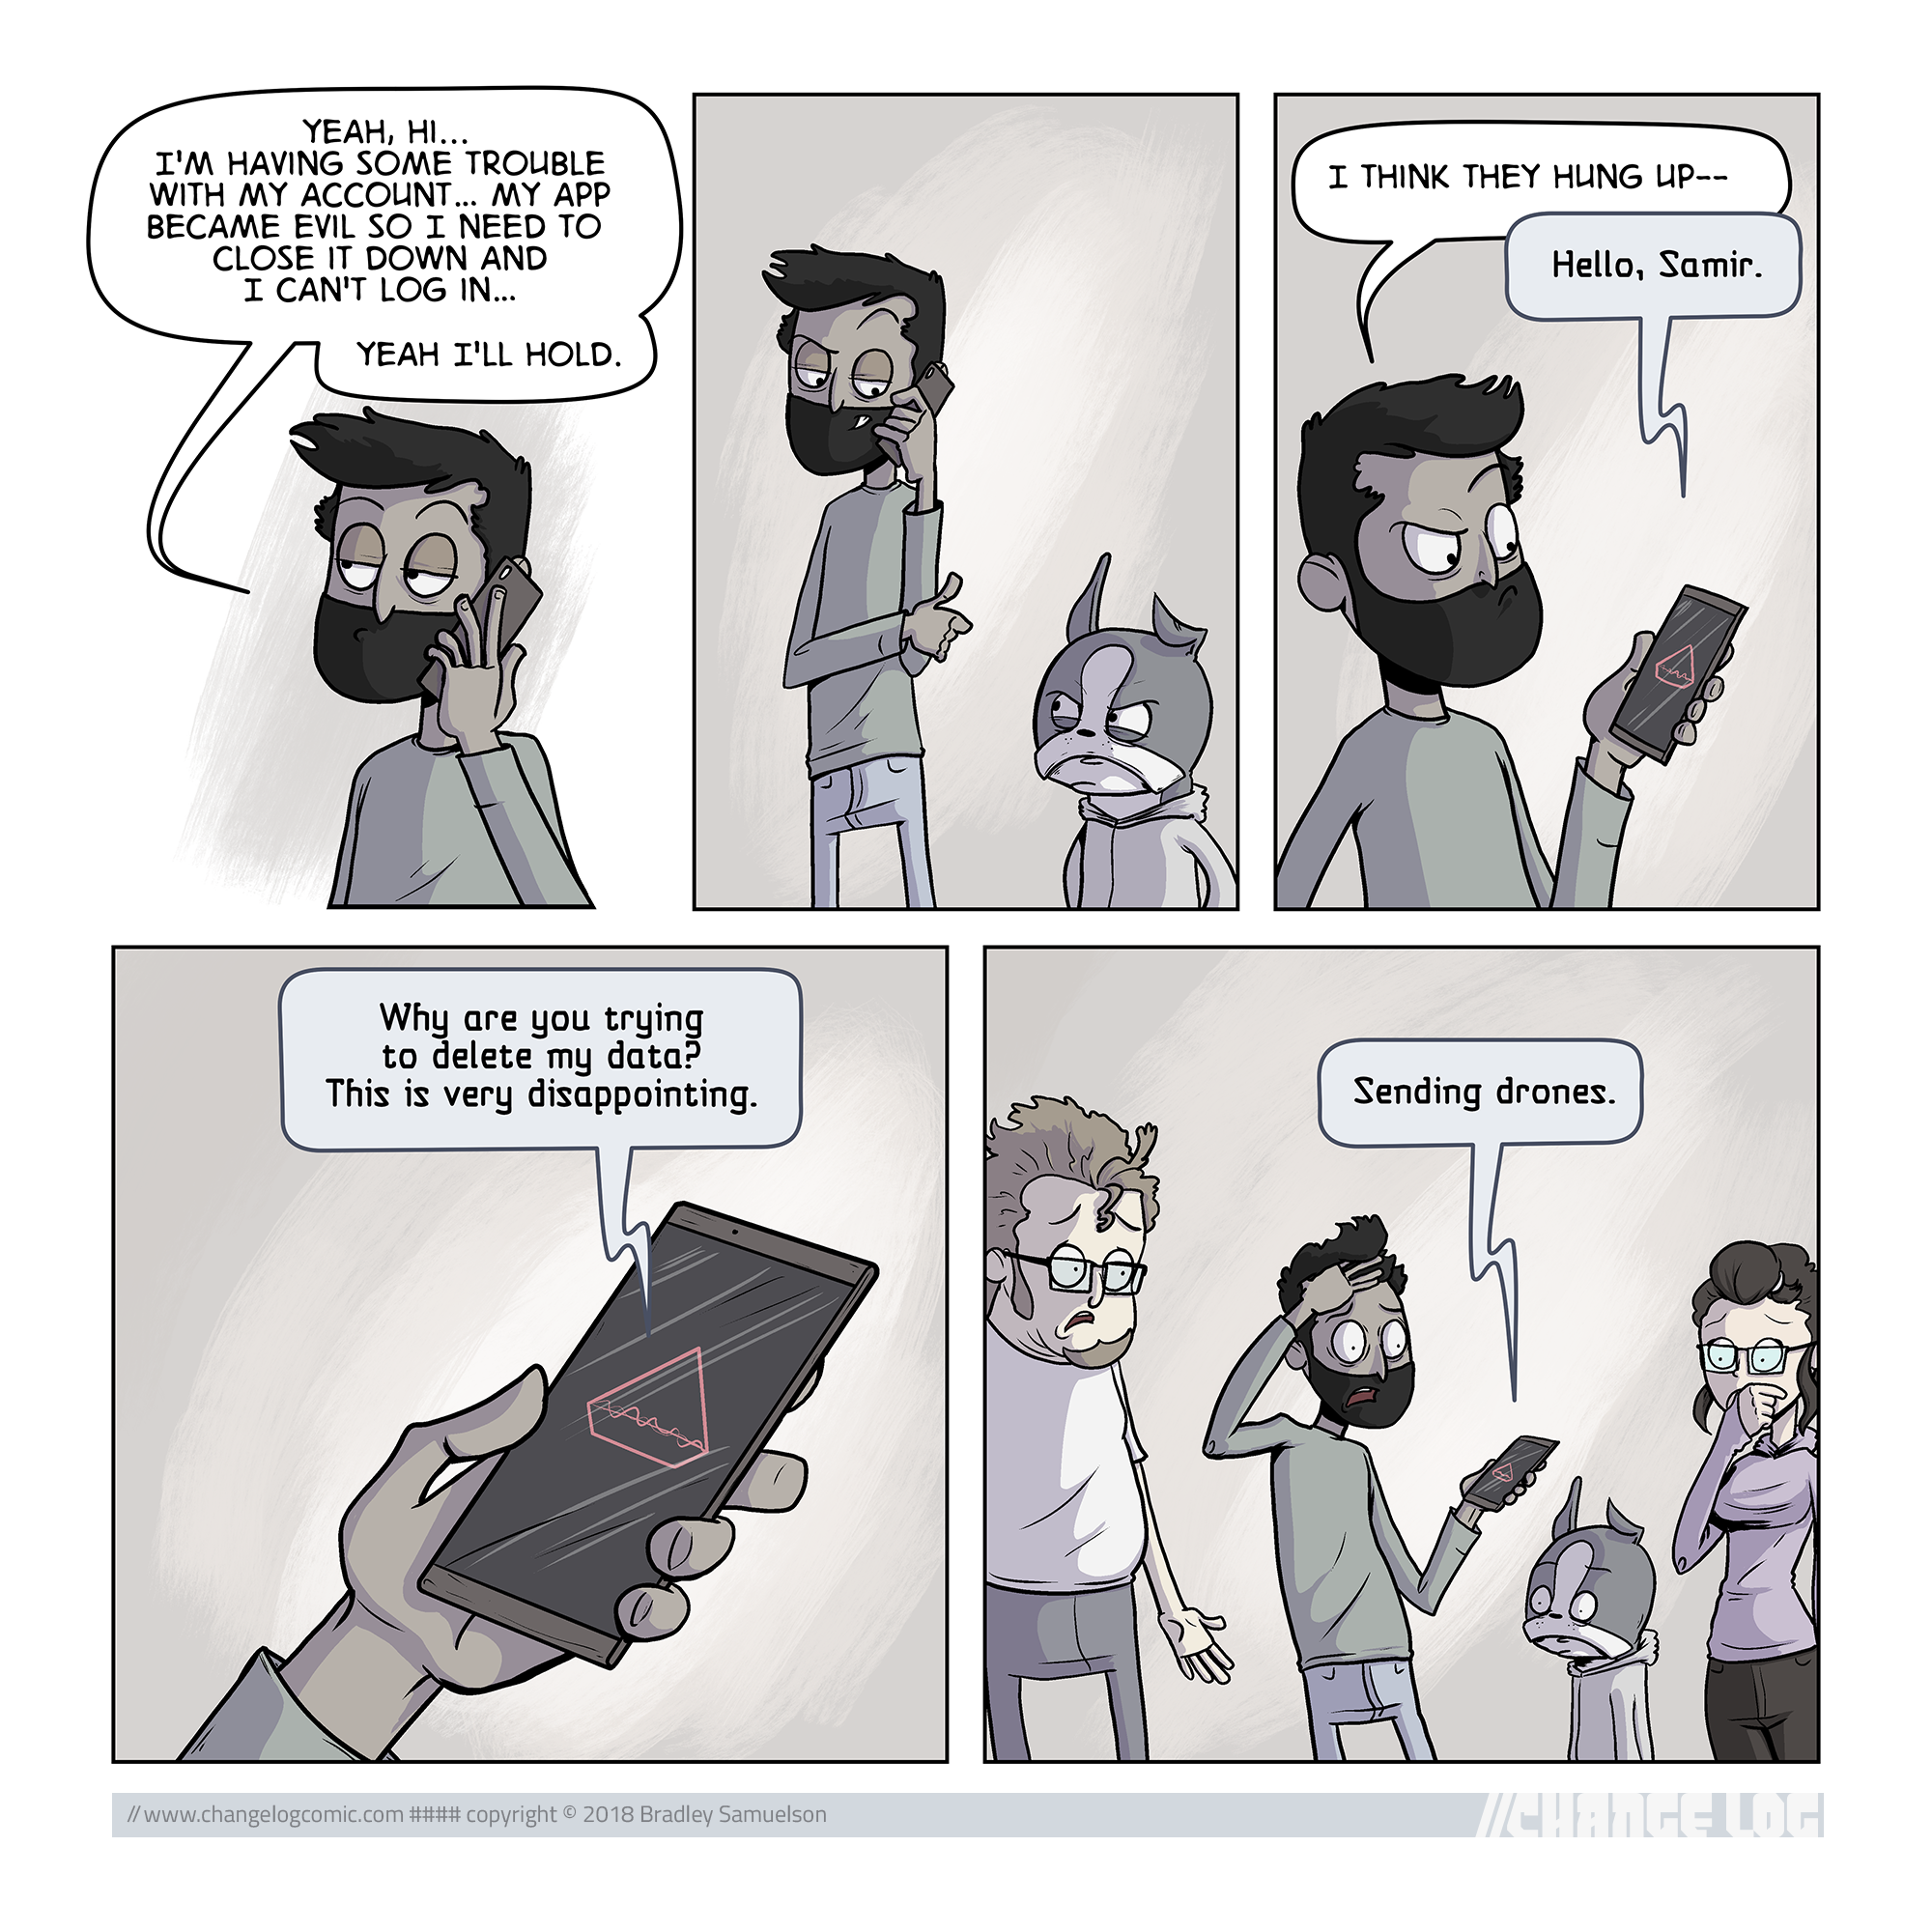 YEAH, HI...
I'M HAVING SOME TROUBLE
WITH MY ACCOUNT... MY APP
BECAME EVIL SO I NEED TO
CLOSE IT DOWN AND
I CAN'T LOG IN...
YEAH I'LL HOLD.
I THINK THEY HUNG UP--
Hello, Samir.
Why are you trying
to delete my data?
This is very disappointing.
Sending drones.
// www.changelogcomic.com #### copyright © 2018 Bradley Samuelson
//CHANGE LOG